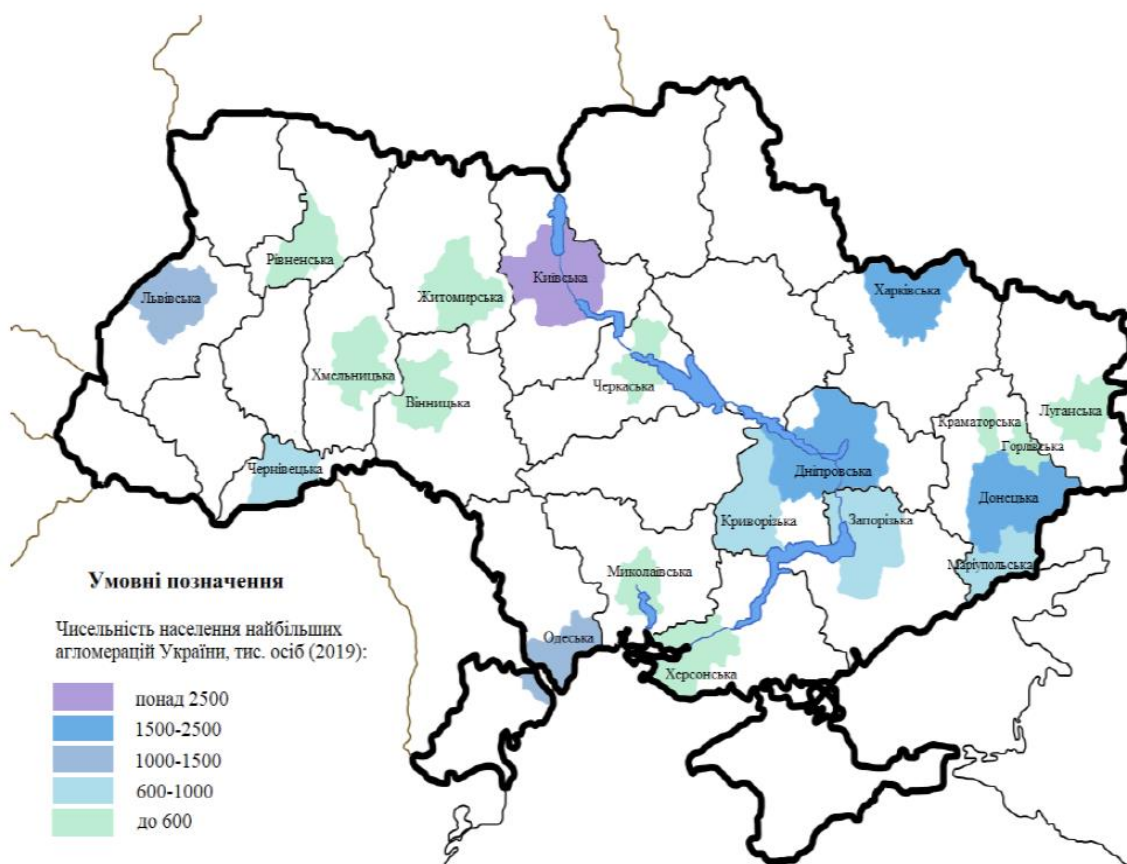 Рівненська
Житомирська
Київська
Харківська
Львівська
Хмельницька
Вінницька
Черкаська
Луганська
Краматорська
Горлівська
Чернівецька
Дніпровська
Донецька
Криворізька
Запорізька
Маріупольська
Миколаївська
Одеська
Херсонська
Умовні позначення
Чисельність населення найбільших
агломерацій України, тис. осіб (2019):
понад 2500
1500-2500
1000-1500
600-1000
до 600